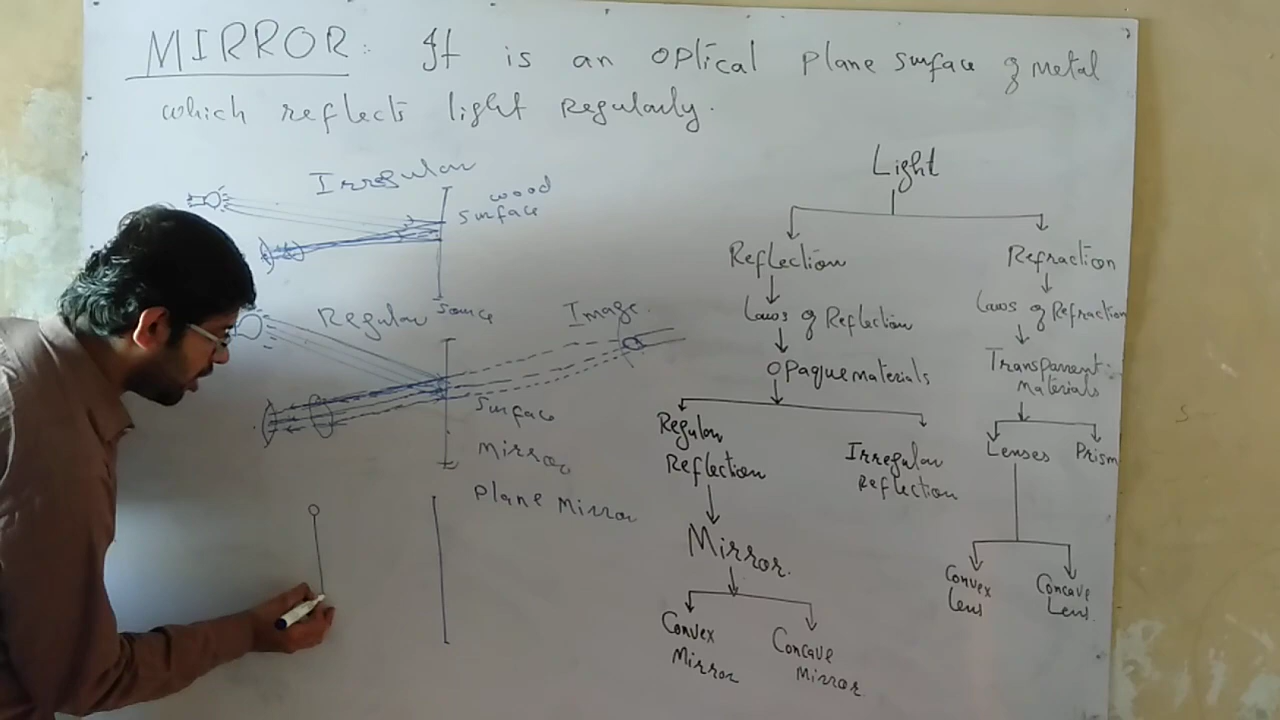 MIRROR: It is an optical plane surface of metal
which reflects light Regularly.
Irregular
wood
surface
Regular
Source
Image.
Surface
Mirror
Plane Mirror
Light
Reflection
Refraction
Laws of Reflection
Laws of Refraction
Opaque materials
Transparent
materials
Regular
Reflection
Irregular
Reflection
Lenses
Prism
Mirror.
Convex
Mirror
Concave
Mirror
Convex
Lens
Concave
Lens
S